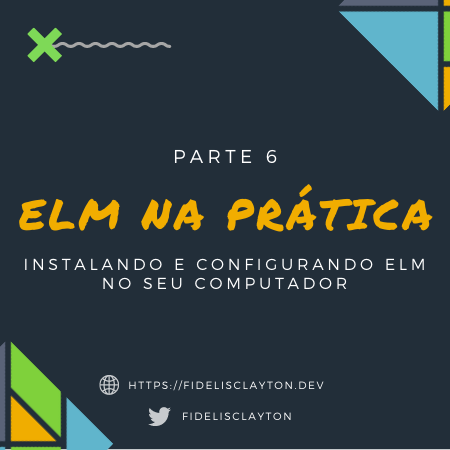 PARTE 6
ELM NA PRÁTICA
INSTALANDO E CONFIGURANDO ELM
NO SEU COMPUTADOR
HTTPS://FIDELISCLAYTON.DEV
FIDELISCLAYTON